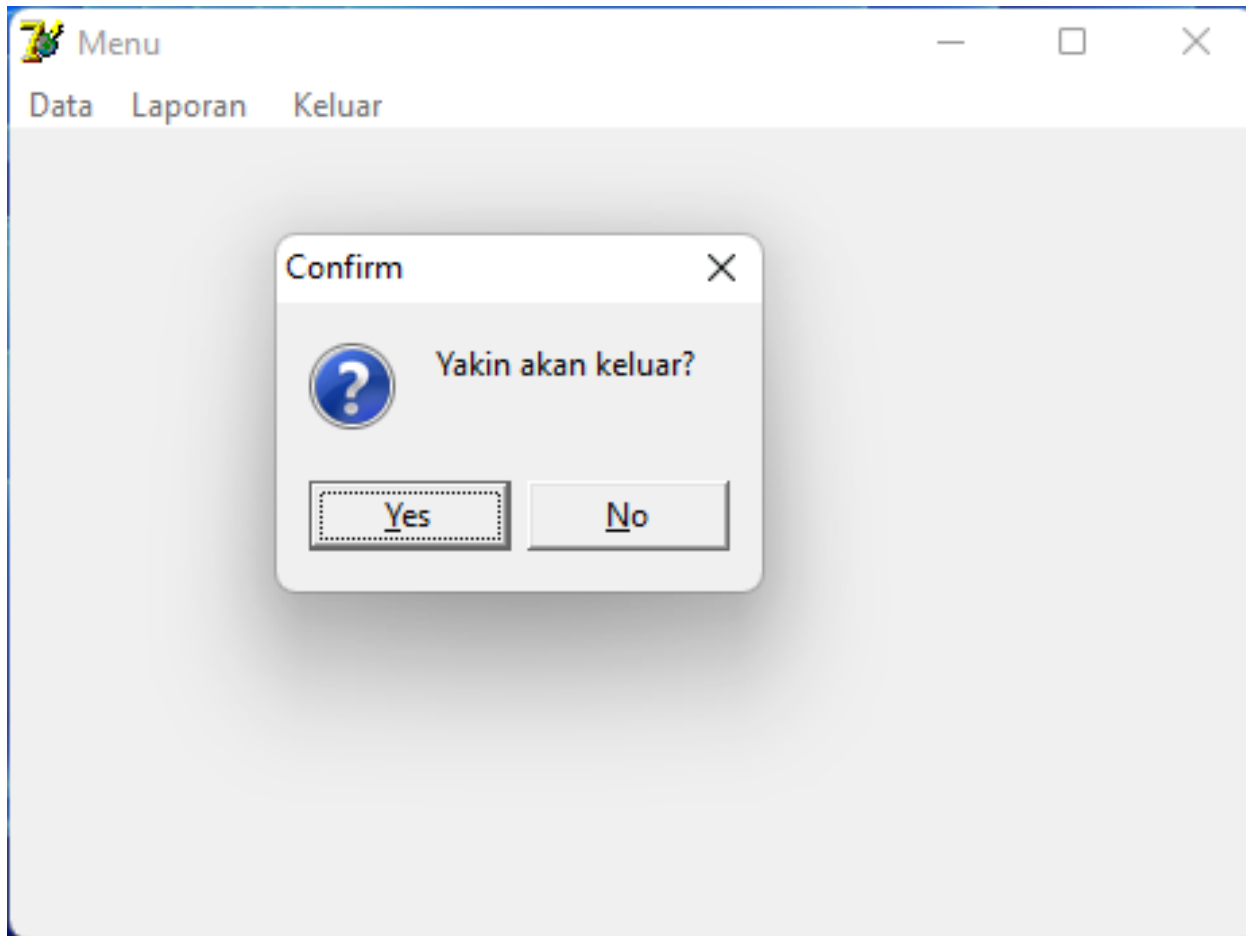 Menu
Data Laporan Keluar
Confirm
Yakin akan keluar?
Yes No